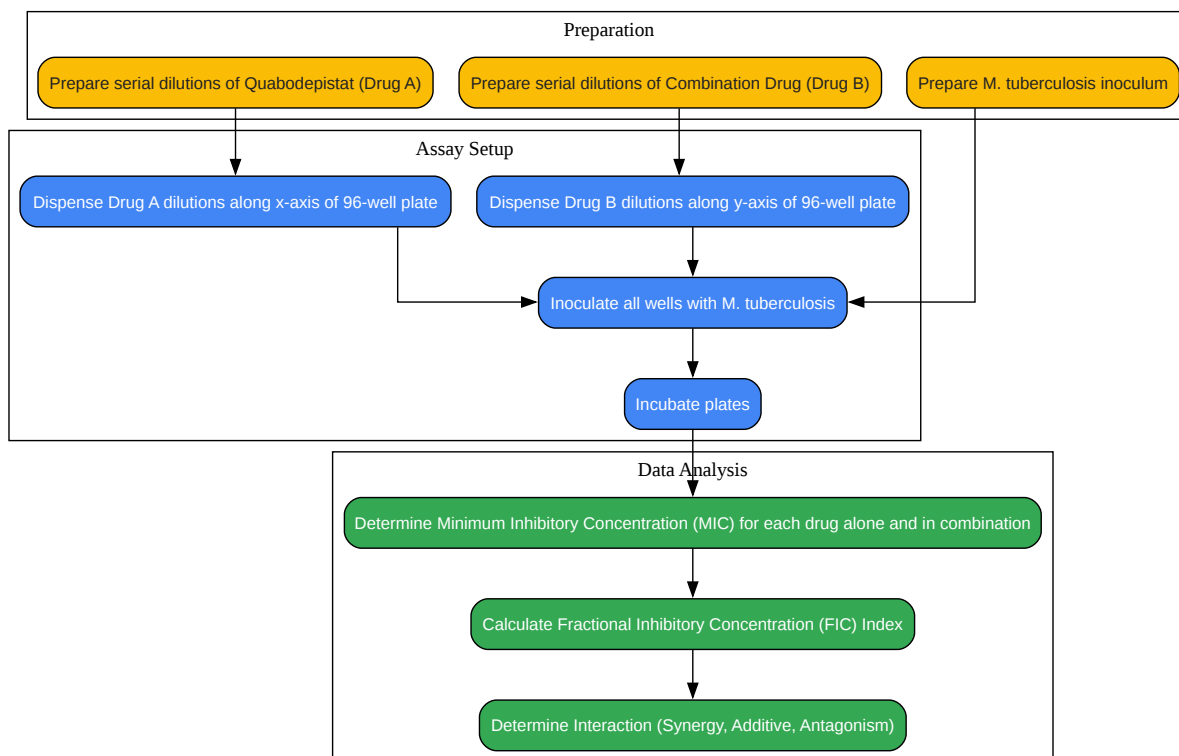 Preparation
Prepare serial dilutions of Quabodepistat (Drug A)
Prepare serial dilutions of Combination Drug (Drug B)
Prepare M. tuberculosis inoculum
Assay Setup
Dispense Drug A dilutions along x-axis of 96-well plate
Dispense Drug B dilutions along y-axis of 96-well plate
Inoculate all wells with M. tuberculosis
Incubate plates
Data Analysis
Determine Minimum Inhibitory Concentration (MIC) for each drug alone and in combination
Calculate Fractional Inhibitory Concentration (FIC) Index
Determine Interaction (Synergy, Additive, Antagonism)